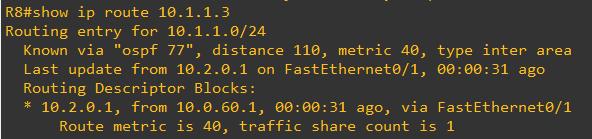 R8#show ip route 10.1.1.3
Routing entry for 10.1.1.0/24
Known via "ospf 77", distance 110, metric 40, type inter area
Last update from 10.2.0.1 on FastEthernet0/1, 00:00:31 ago
Routing Descriptor Blocks:
* 10.2.0.1, from 10.0.60.1, 00:00:31 ago, via FastEthernet0/1
Route metric is 40, traffic share count is 1